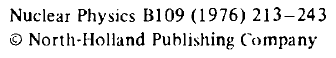 Nuclear Physics B109 (1976) 213–243
© North-Holland Publishing Company